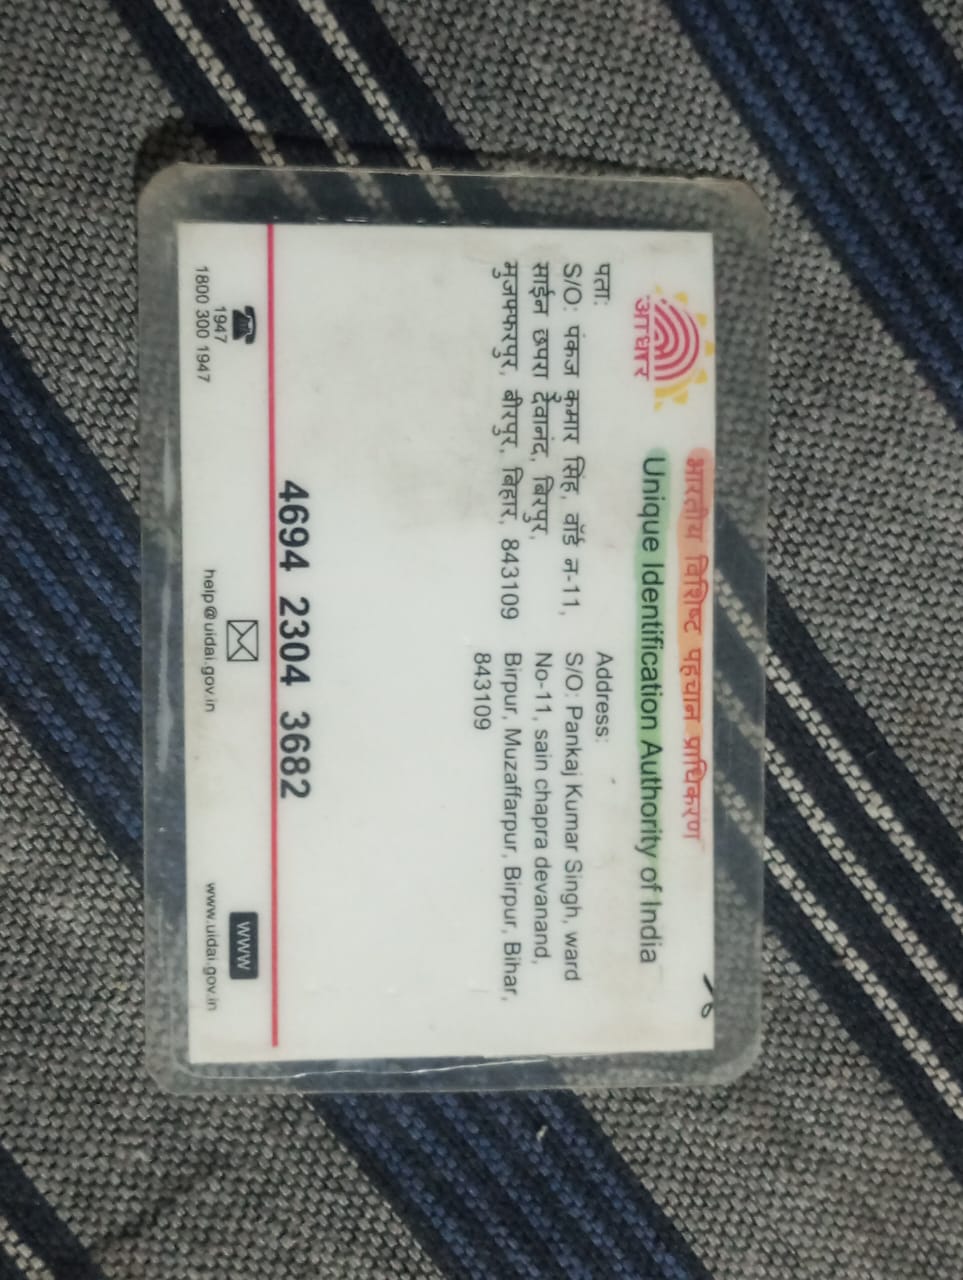 भारतीय विशिष्ट पहचान प्राधिकरण
Unique Identification Authority of India
आधार
पता:
S/O: पंकज कुमार सिंह, वॉर्ड न-11,
साईन छपरा देवानंद, बिरपुर,
मुजफ्फरपुर, बीरपुर, बिहार, 843109
Address:
S/O: Pankaj Kumar Singh, ward
No-11, sain chapra devanand,
Birpur, Muzaffarpur, Birpur, Bihar,
843109
4694 2304 3682
1947
1800 300 1947
help@uidai.gov.in
www
www.uidai.gov.in